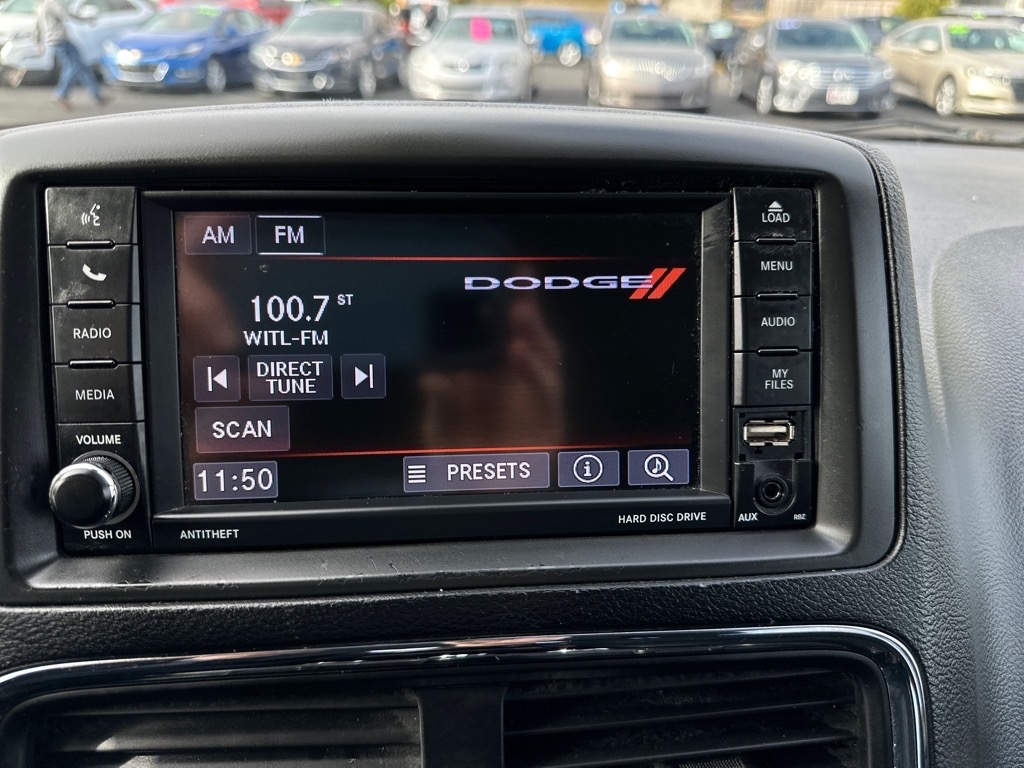 AM FM
DODGE
100.7 ST
WITL-FM
DIRECT
TUNE
SCAN
11:50
PRESETS
i
RADIO
MEDIA
VOLUME
PUSH ON
ANTITHEFT
HARD DISC DRIVE
LOAD
MENU
AUDIO
MY
FILES
AUX
RBZ